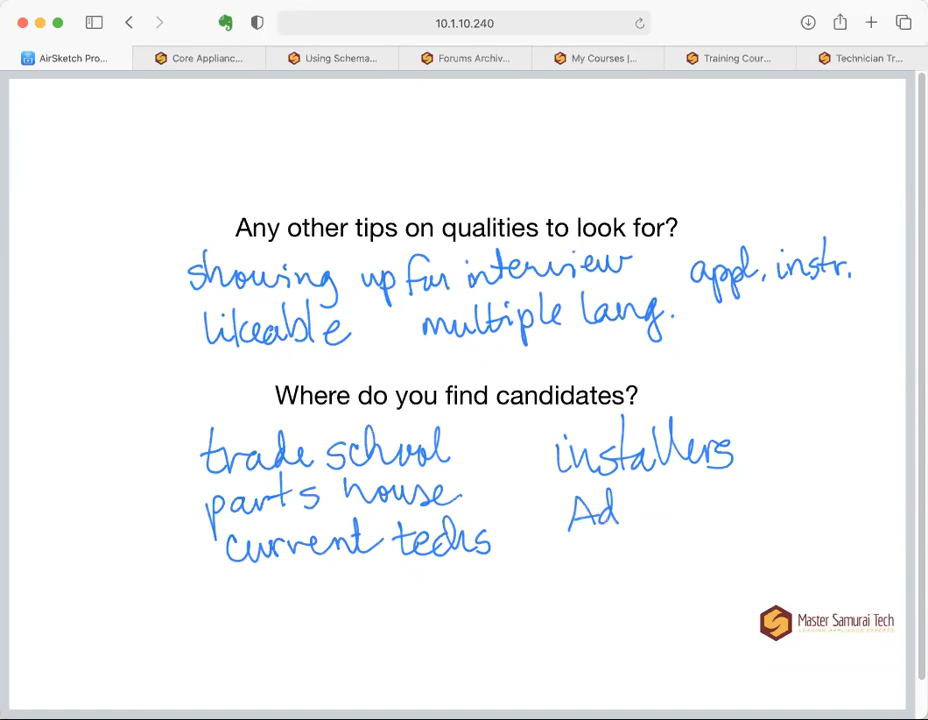 10.1.10.240
AirSketch Pro...
Core Applianc...
Using Schema...
Forums Archiv...
My Courses |...
Training Cour...
Technician Tr...
Any other tips on qualities to look for?
showing up for interview appl, instr.
likeable multiple lang.
Where do you find candidates?
trade school installers
parts house Ad
current techs
Master Samurai Tech
LEARNING APPLIANCE EXPERTS